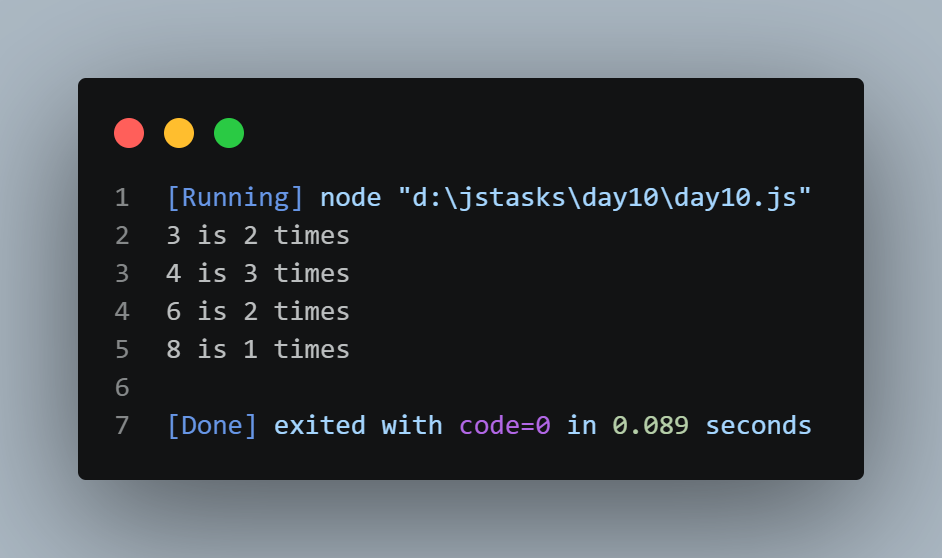 1 [Running] node "d:\jstasks\day10\day10.js"
2 3 is 2 times
3 4 is 3 times
4 6 is 2 times
5 8 is 1 times
6
7 [Done] exited with code=0 in 0.089 seconds